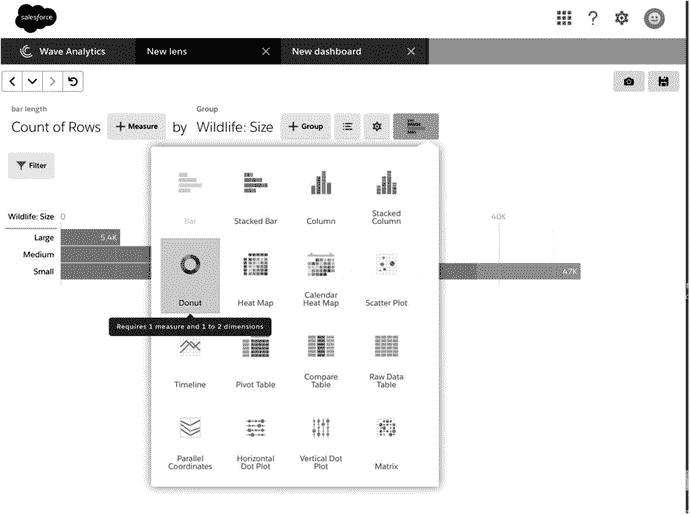 salesforce
Wave Analytics
New lens
New dashboard
bar length
Group
Count of Rows
+ Measure
by
Wildlife: Size
+ Group
Filter
Wildlife: Size
0
40K
Large
5.4K
Medium
Small
47K
Bar
Stacked Bar
Column
Stacked
Column
Donut
Heat Map
Calendar
Heat Map
Scatter Plot
Requires 1 measure and 1 to 2 dimensions
Timeline
Pivot Table
Compare
Table
Raw Data
Table
Parallel
Coordinates
Horizontal
Dot Plot
Vertical Dot
Plot
Matrix